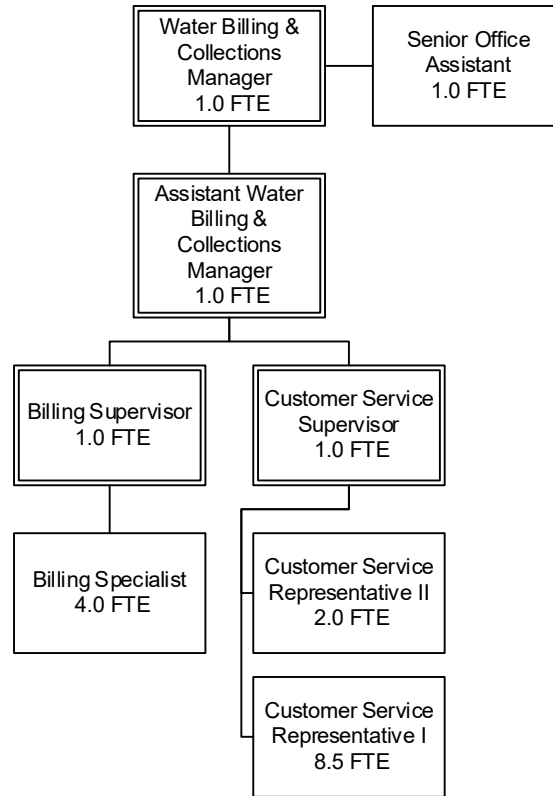 Water Billing &
Collections
Manager
1.0 FTE
Senior Office
Assistant
1.0 FTE
Assistant Water
Billing &
Collections
Manager
1.0 FTE
Billing Supervisor
1.0 FTE
Customer Service
Supervisor
1.0 FTE
Billing Specialist
4.0 FTE
Customer Service
Representative II
2.0 FTE
Customer Service
Representative I
8.5 FTE